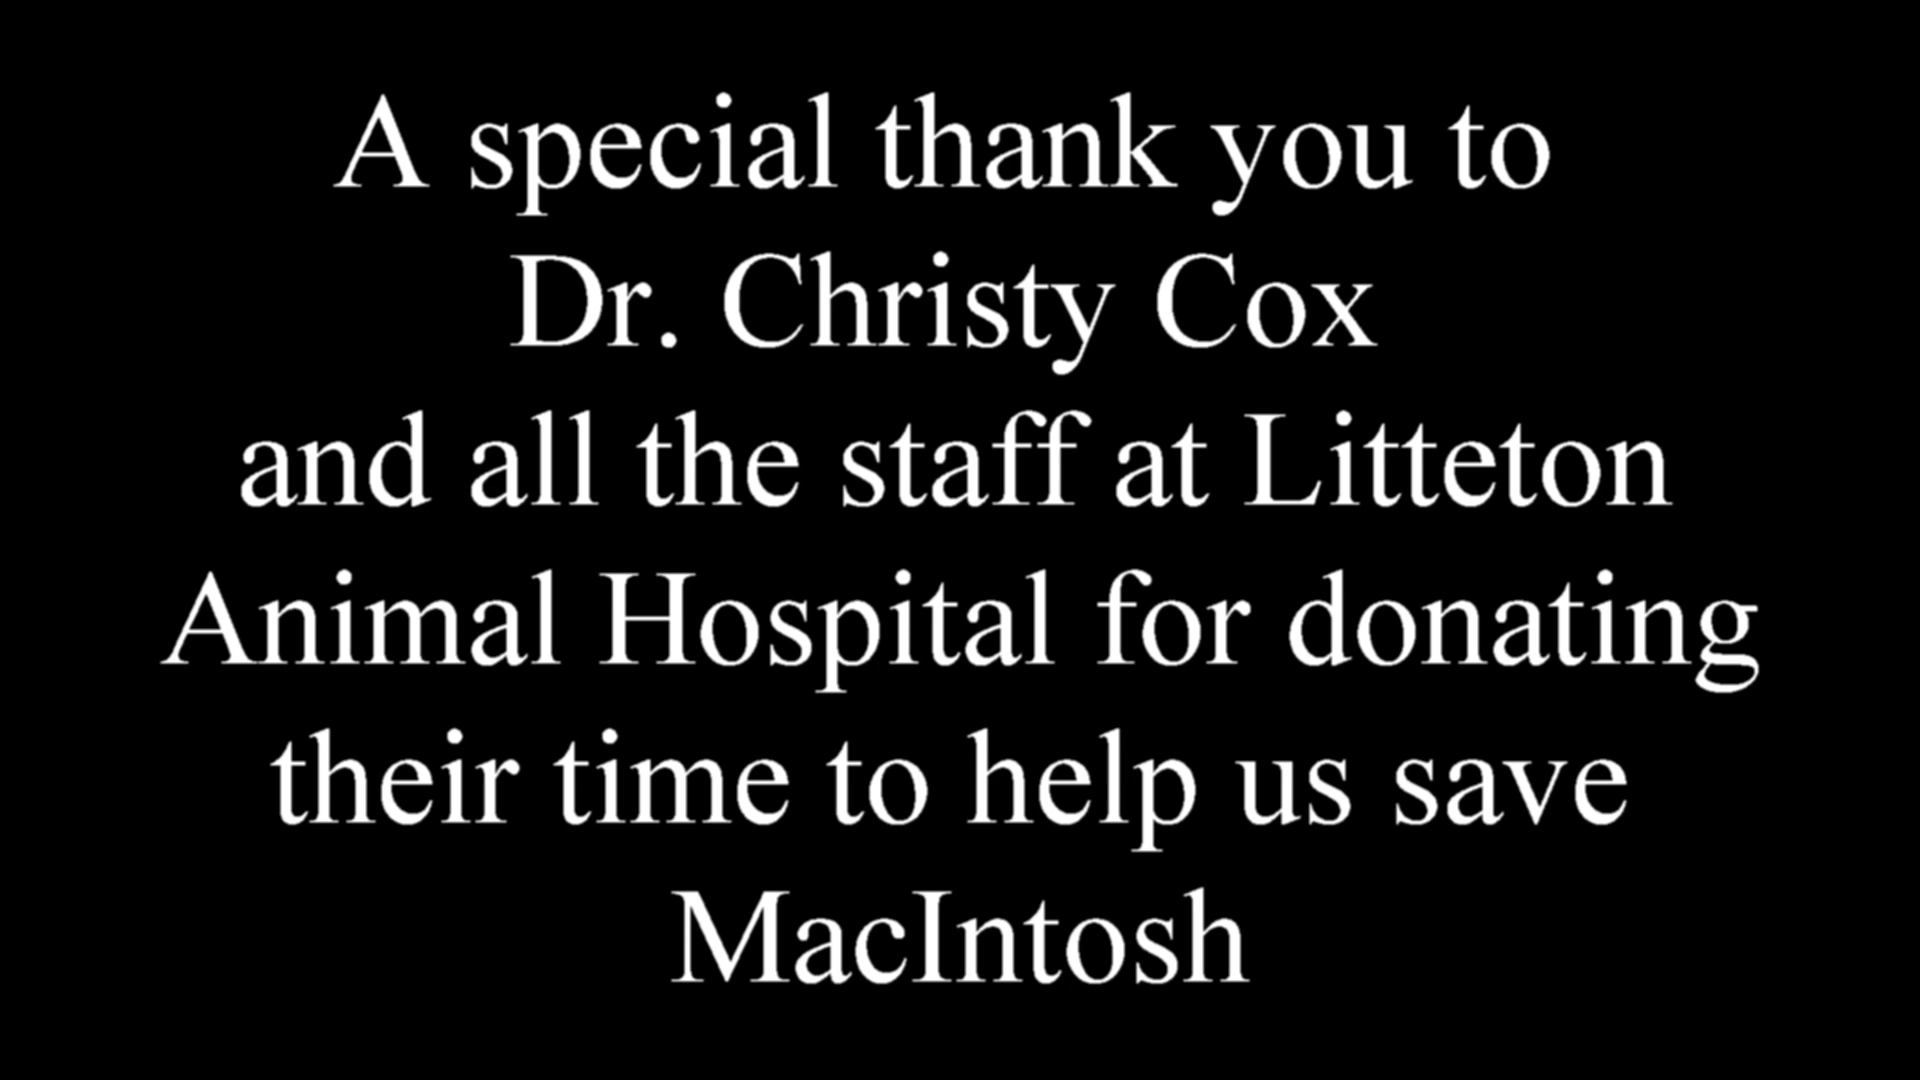 A special thank you to
Dr. Christy Cox
and all the staff at Litteton
Animal Hospital for donating
their time to help us save
MacIntosh